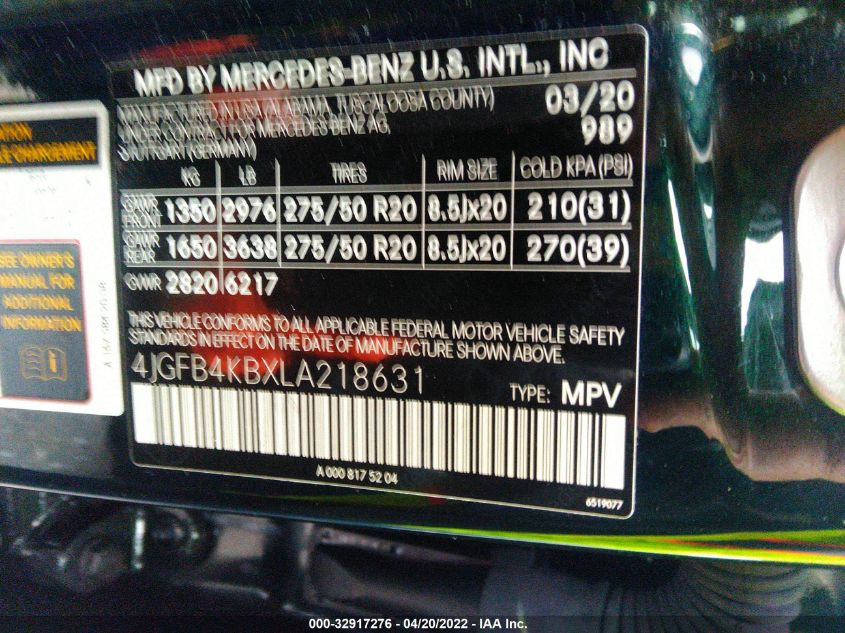 MFD BY MERCEDES-BENZ U.S. INTL., INC
MANUFACTURED IN USA (ALABAMA, TUSCALOOSA COUNTY) 03/20
UNDER CONTRACT FOR MERCEDES BENZ AG, 989
STUTTGART (GERMANY)
KG LB TIRES RIM SIZE COLD KPA (PSI)
GAWR FRONT 1350 2976 275/50 R20 8.5Jx20 210(31)
GAWR REAR 1650 3638 275/50 R20 8.5Jx20 270(39)
GVWR 2820 6217
THIS VEHICLE CONFORMS TO ALL APPLICABLE FEDERAL MOTOR VEHICLE SAFETY
STANDARDS IN EFFECT ON THE DATE OF MANUFACTURE SHOWN ABOVE.
4JGFB4KBXLA218631
TYPE: MPV
A 000 817 52 04
6519077
SEE OWNER'S
MANUAL FOR
ADDITIONAL
INFORMATION
000-32917276 - 04/20/2022 - IAA Inc.